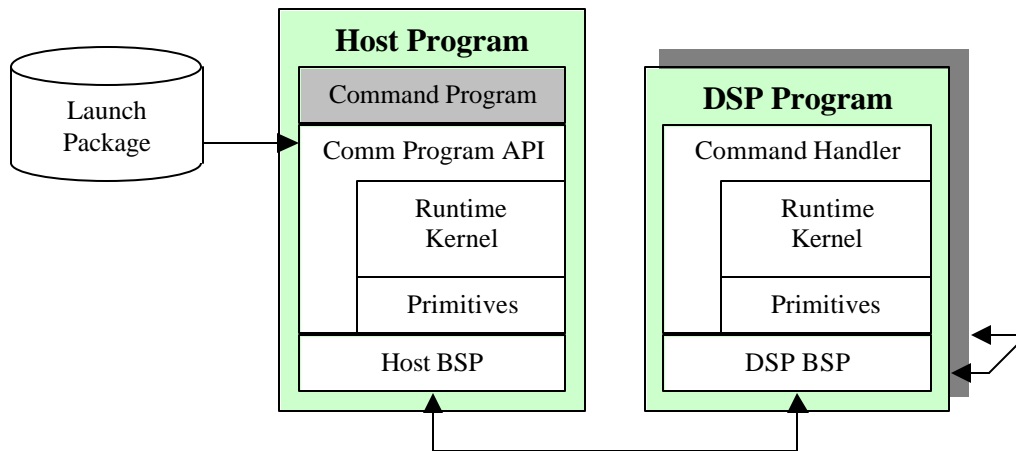 Launch
Package
Host Program
Command Program
Comm Program API
Runtime
Kernel
Primitives
Host BSP
DSP Program
Command Handler
Runtime
Kernel
Primitives
DSP BSP